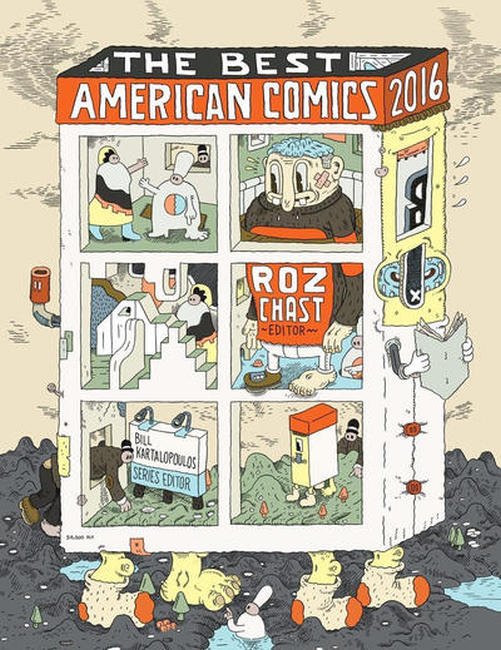 THE BEST
AMERICAN COMICS 2016
ROZ
CHAST
~EDITOR~
BILL
KARTALOPOULOS
SERIES EDITOR